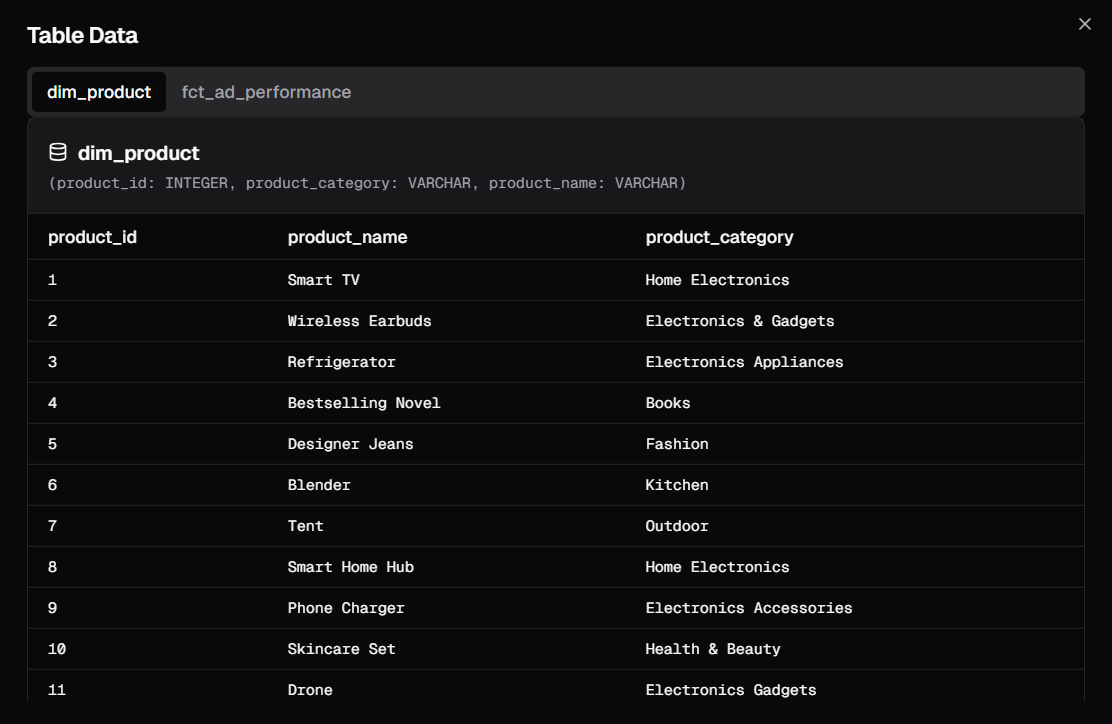 Table Data
dim_product fct_ad_performance
dim_product
(product_id: INTEGER, product_category: VARCHAR, product_name: VARCHAR)
product_id product_name product_category
1 Smart TV Home Electronics
2 Wireless Earbuds Electronics & Gadgets
3 Refrigerator Electronics Appliances
4 Bestselling Novel Books
5 Designer Jeans Fashion
6 Blender Kitchen
7 Tent Outdoor
8 Smart Home Hub Home Electronics
9 Phone Charger Electronics Accessories
10 Skincare Set Health & Beauty
11 Drone Electronics Gadgets